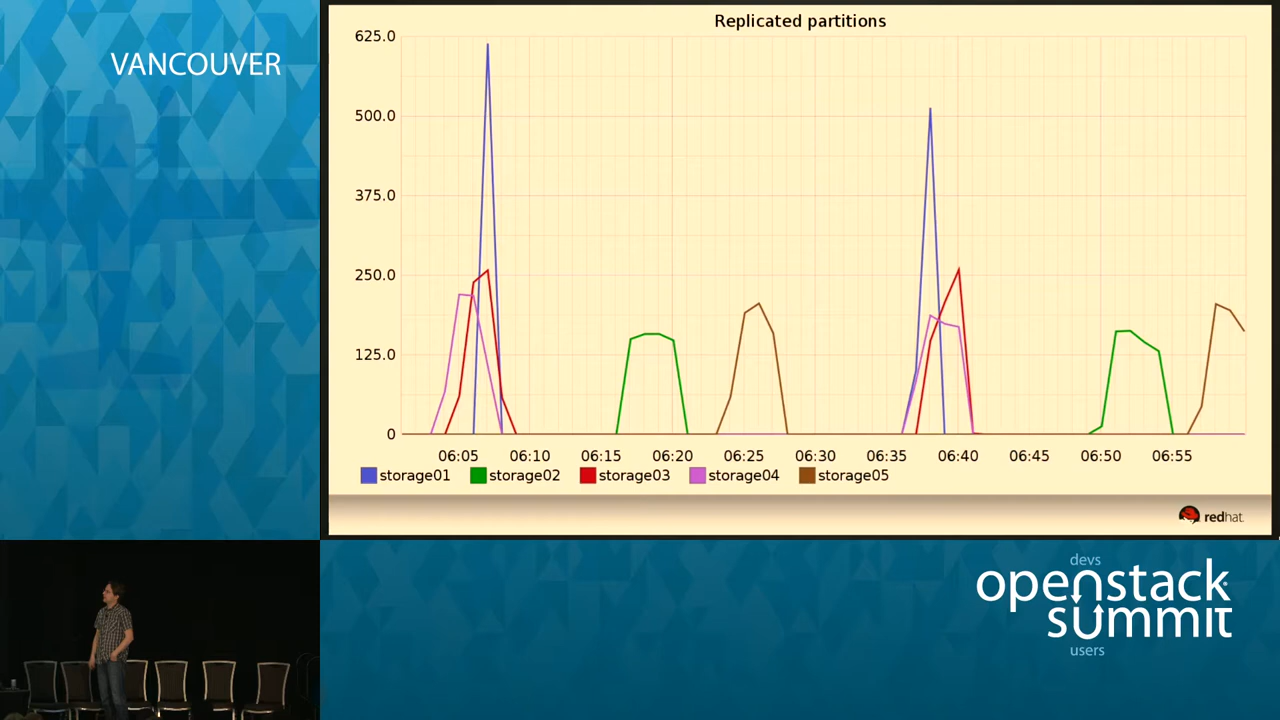 VANCOUVER
Replicated partitions
625.0
500.0
375.0
250.0
125.0
0
06:05 06:10 06:15 06:20 06:25 06:30 06:35 06:40 06:45 06:50 06:55
storage01 storage02 storage03 storage04 storage05
redhat.
devs
openstack
summit
users